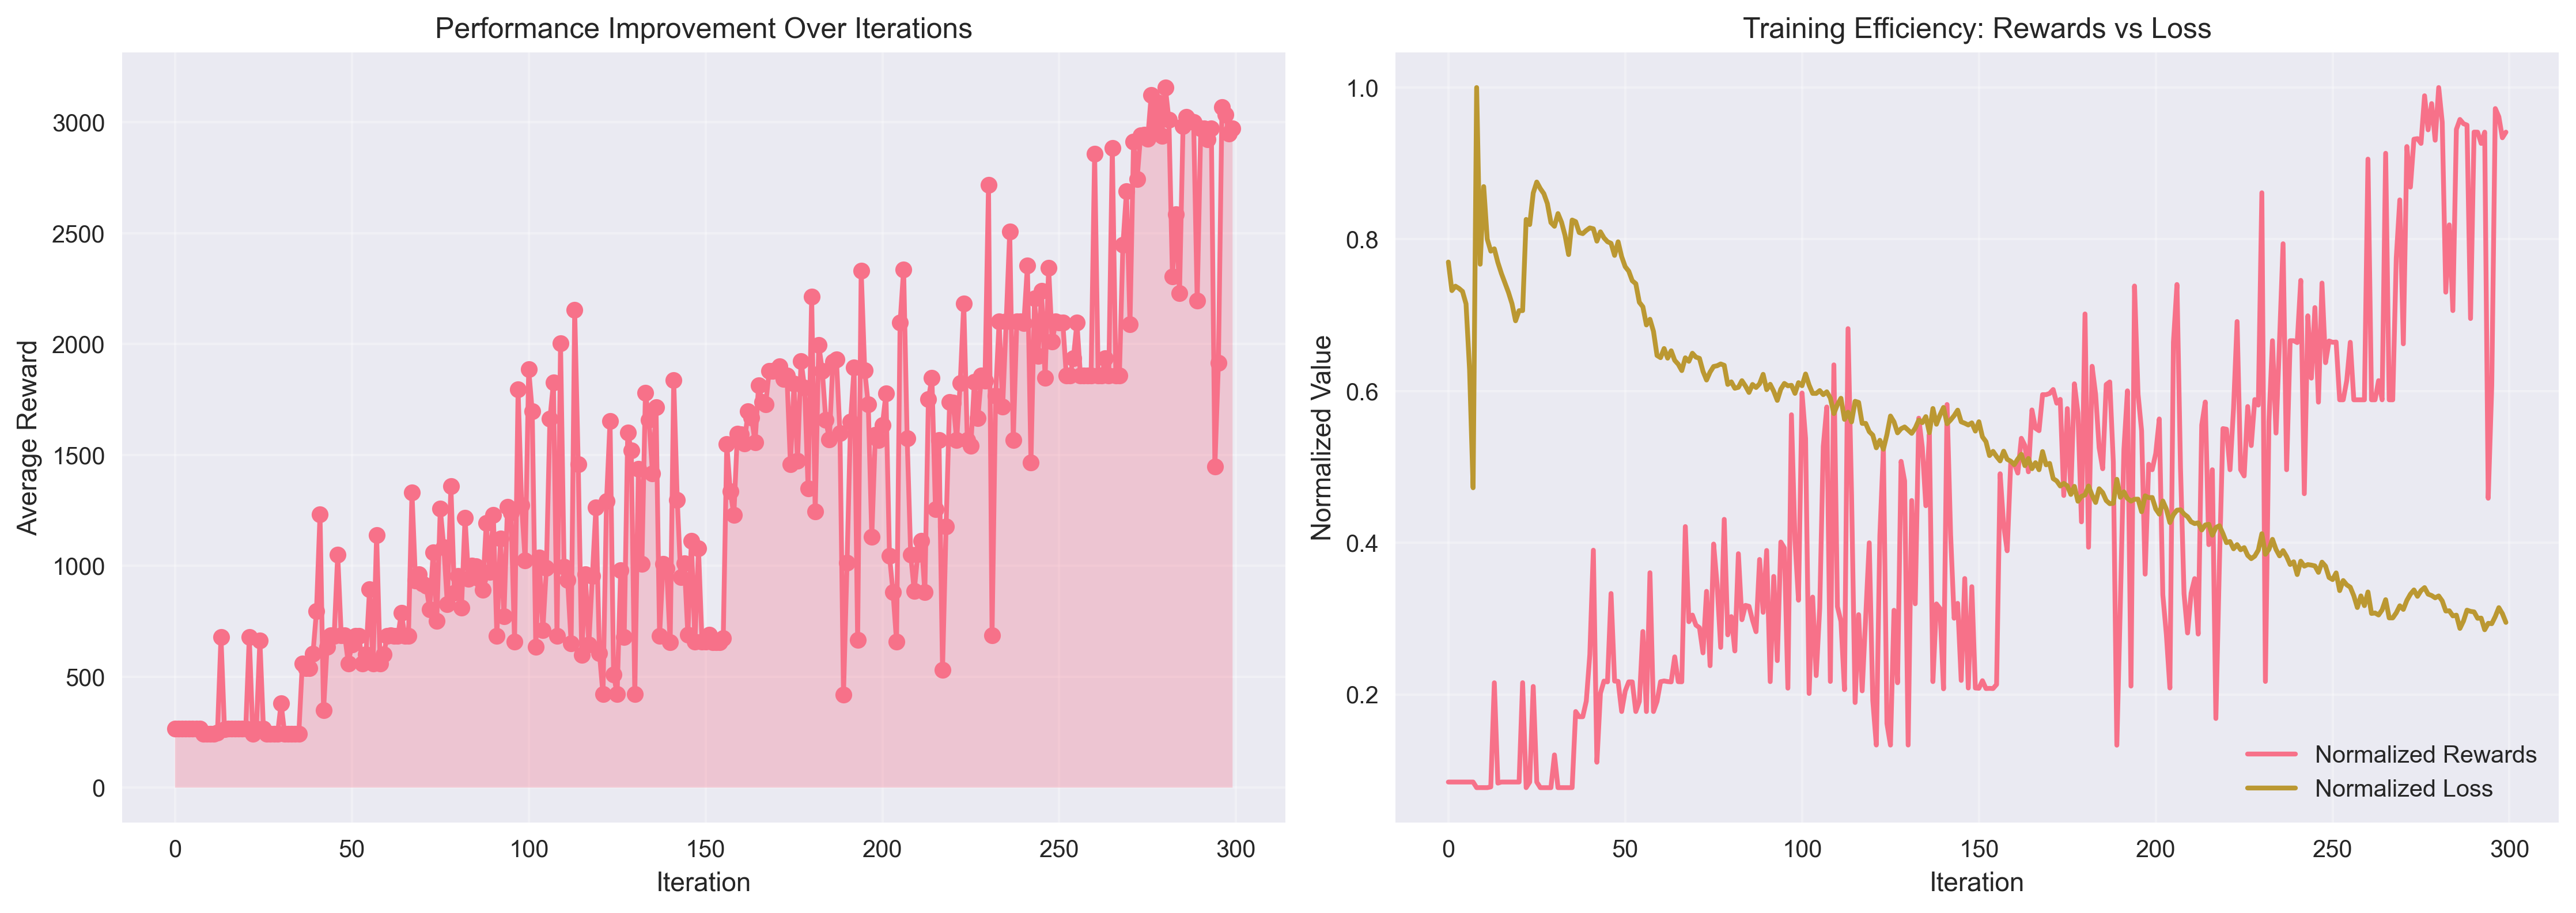 Performance Improvement Over Iterations
Average Reward
3000
2500
2000
1500
1000
500
0
0 50 100 150 200 250 300
Iteration
Training Efficiency: Rewards vs Loss
Normalized Value
1.0
0.8
0.6
0.4
0.2
Normalized Rewards
Normalized Loss
0 50 100 150 200 250 300
Iteration